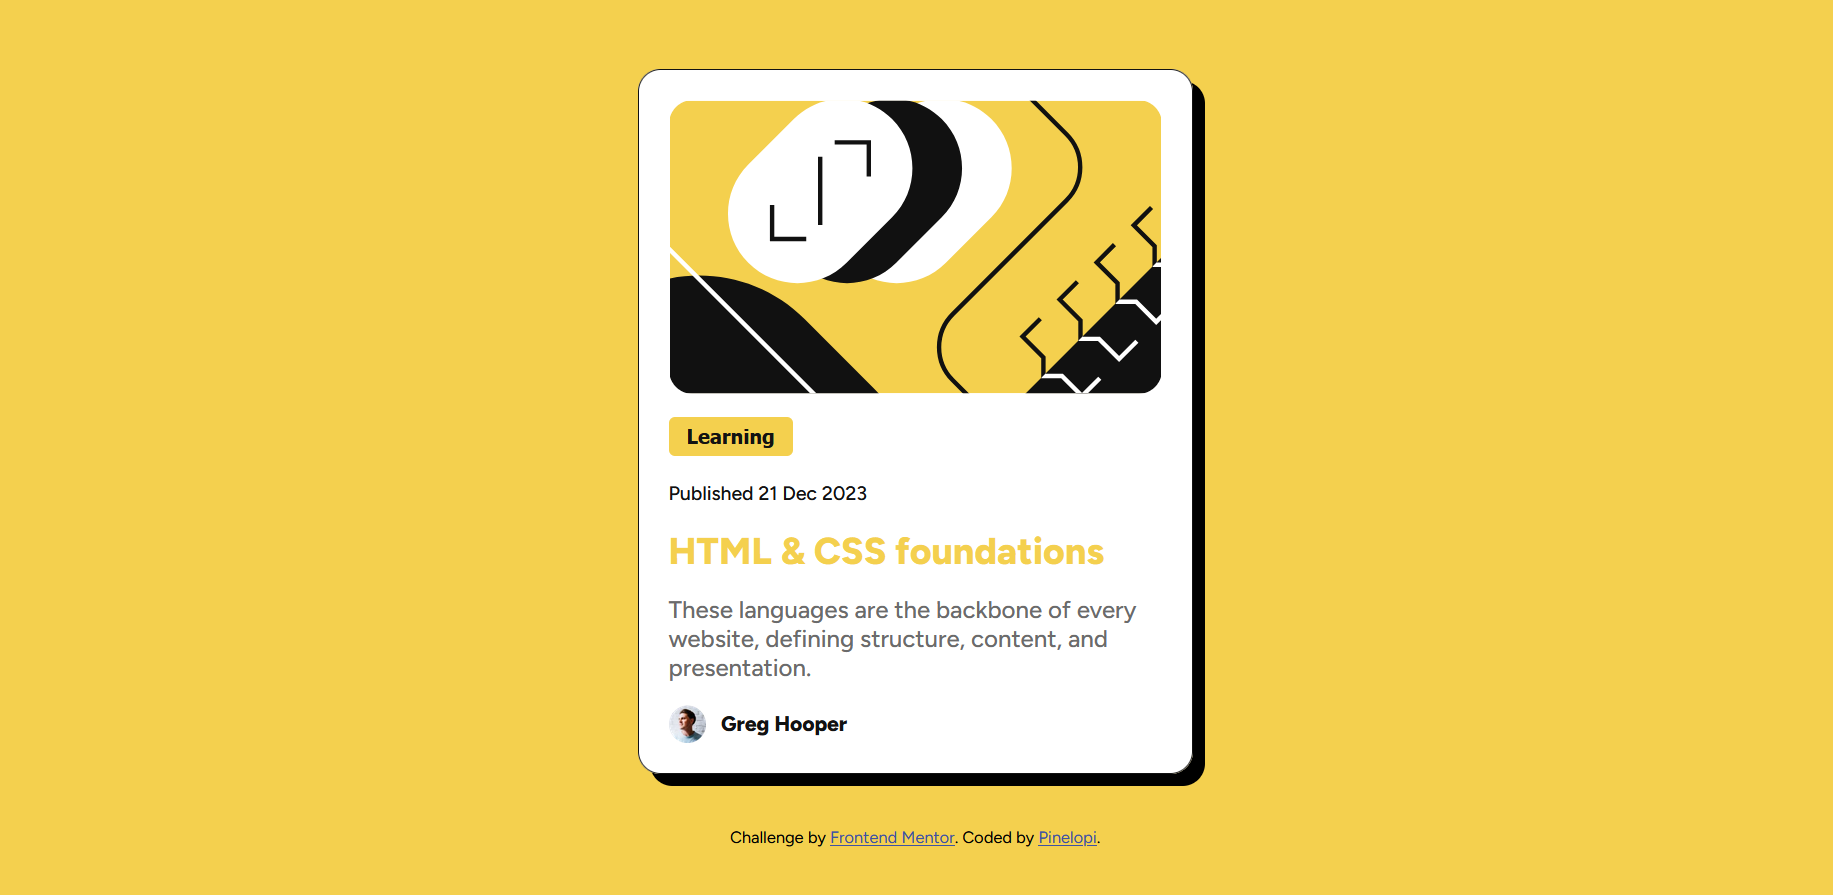 Learning
Published 21 Dec 2023
HTML & CSS foundations
These languages are the backbone of every
website, defining structure, content, and
presentation.
Greg Hooper
Challenge by Frontend Mentor. Coded by Pinelopi.